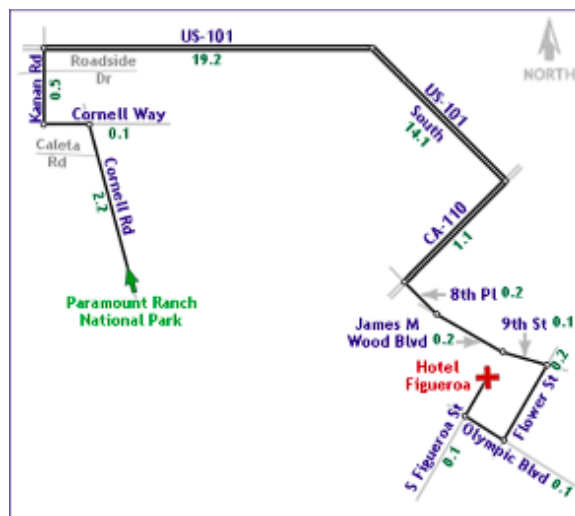 US-101
19.2
NORTH
Roadside
Dr
Kanan Rd
0.5
Cornell Way
0.1
Caleta
Rd
Cornell Rd
2.2
Paramount Ranch
National Park
US-101
South
14.1
CA-110
1.1
8th Pl 0.2
James M
Wood Blvd 0.2
9th St 0.1
0.2
Flower St
Hotel
Figueroa
S Figueroa St
0.1
Olympic Blvd 0.1